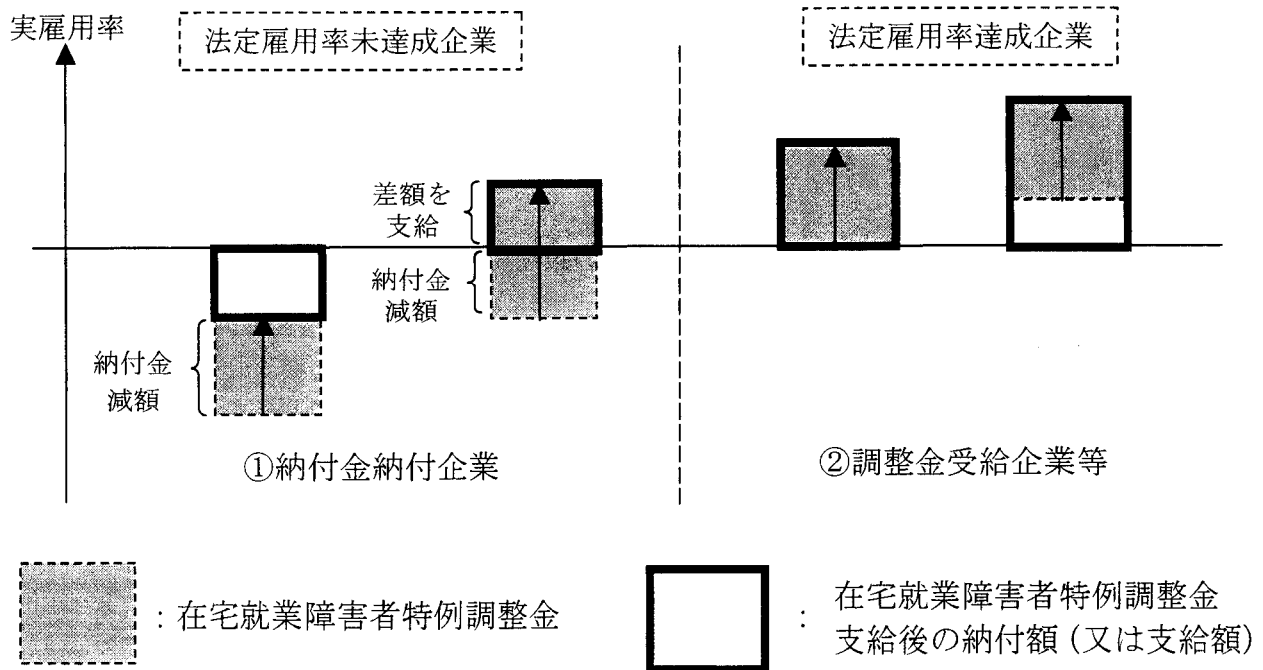 実雇用率
法定雇用率未達成企業
法定雇用率達成企業
差額を
支給
納付金
減額
納付金
減額
①納付金納付企業
②調整金受給企業等
：在宅就業障害者特例調整金
：在宅就業障害者特例調整金
支給後の納付額（又は支給額）